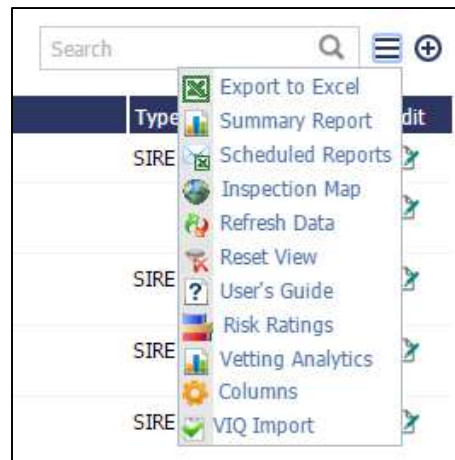 Search
Export to Excel
Type
Summary Report
dit
SIRE
Scheduled Reports
Inspection Map
Refresh Data
Reset View
SIRE
? User's Guide
Risk Ratings
SIRE
Vetting Analytics
Columns
SIRE
VIQ Import